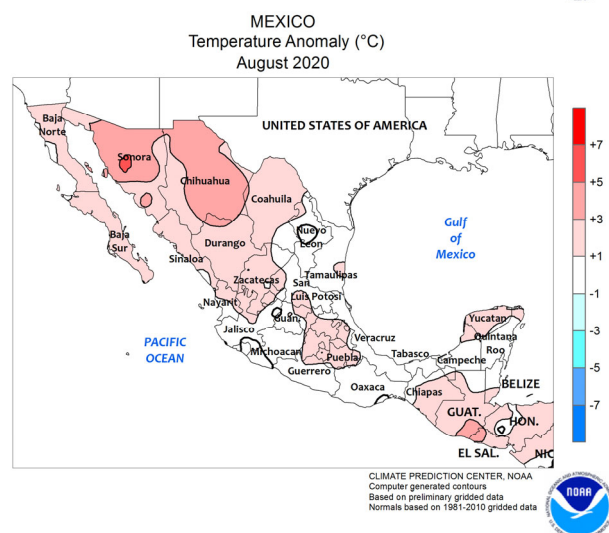 MEXICO
Temperature Anomaly (°C)
August 2020
Baja
Norte
UNITED STATES OF AMERICA
Sonora
Chihuahua
Coahuila
Baja
Sur
Durango
Nuevo
Leon
Gulf
of
Mexico
Sinaloa
Zacatecas
Tamaulipas
San
Luis Potosi
Nayarit
Guan.
Jalisco
Yucatan
Quintana
Roo
PACIFIC
OCEAN
Michoacan
Veracruz
Puebla
Tabasco
Campeche
Guerrero
Oaxaca
Chiapas
BELIZE
GUAT.
HON.
EL SAL.
NIC
+7
+5
+3
+1
-1
-3
-5
-7
CLIMATE PREDICTION CENTER, NOAA
Computer generated contours
Based on preliminary gridded data
Normals based on 1981-2010 gridded data
NOAA